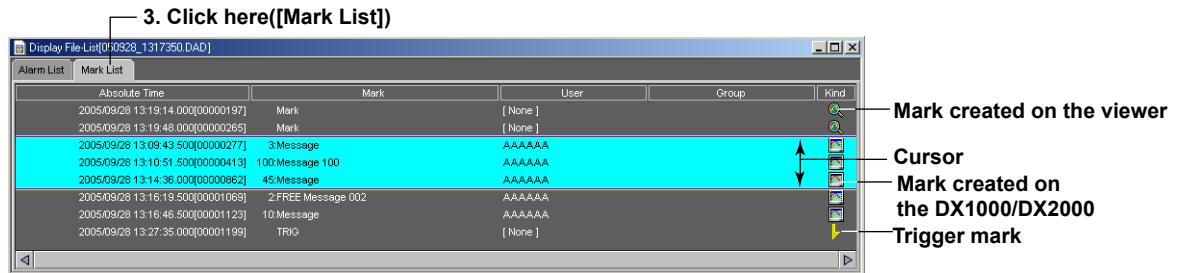 3. Click here([Mark List])
Display File-List[050928_1317350.DAD]
Alarm List Mark List
Absolute Time Mark User Group Kind
2005/09/28 13:19:14.000[00000197] Mark [ None ]
Mark created on the viewer
2005/09/28 13:19:48.000[00000265] Mark [ None ]
2005/09/28 13:09:43.500[00000277] 3:Message AAAAAA
2005/09/28 13:10:51.500[00000413] 100:Message 100 AAAAAA
Cursor
2005/09/28 13:14:36.000[00000862] 45:Message AAAAAA
Mark created on
the DX1000/DX2000
2005/09/28 13:16:19.500[00001069] 2:FREE Message 002 AAAAAA
2005/09/28 13:16:46.500[00001123] 10:Message AAAAAA
2005/09/28 13:27:35.000[00001199] TRIG [ None ]
Trigger mark